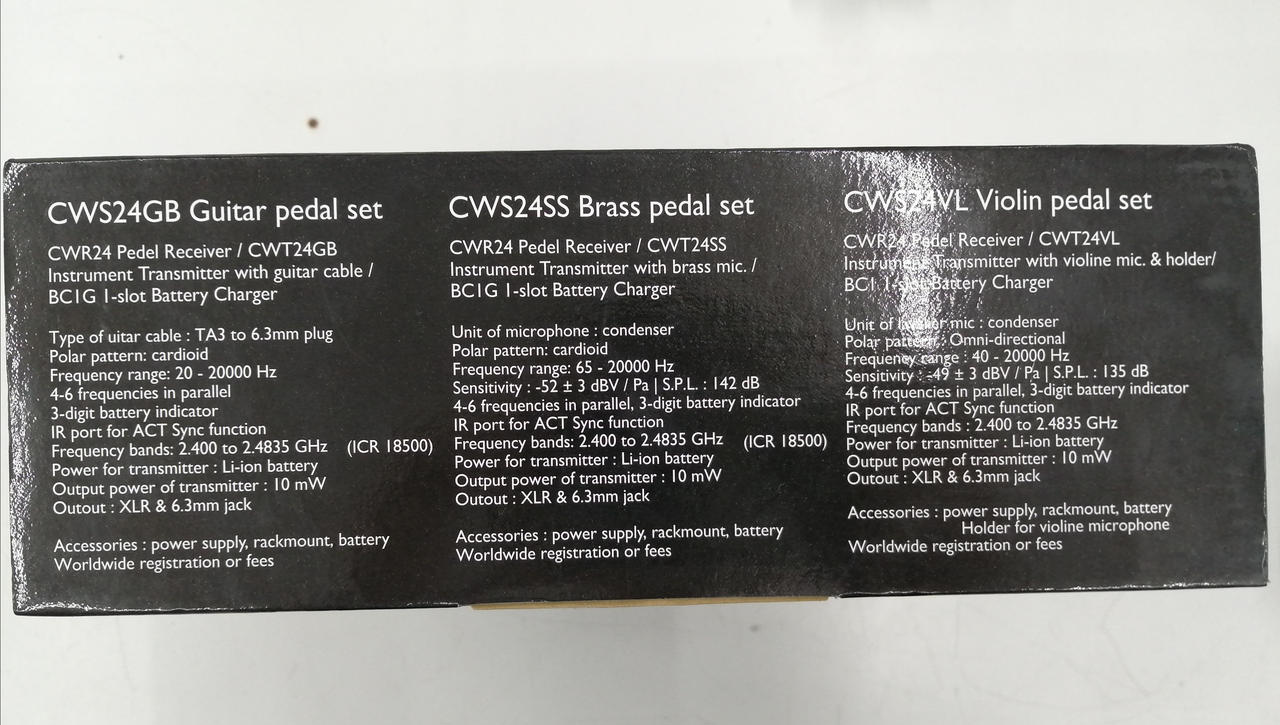 CWS24GB Guitar pedal set
CWR24 Pedel Receiver / CWT24GB
Instrument Transmitter with guitar cable /
BC1G 1-slot Battery Charger
Type of uitar cable : TA3 to 6.3mm plug
Polar pattern: cardioid
Frequency range: 20 - 20000 Hz
4-6 frequencies in parallel
3-digit battery indicator
IR port for ACT Sync function
Frequency bands: 2.400 to 2.4835 GHz (ICR 18500)
Power for transmitter : Li-ion battery
Output power of transmitter : 10 mW
Outout : XLR & 6.3mm jack
Accessories : power supply, rackmount, battery
Worldwide registration or fees
CWS24SS Brass pedal set
CWR24 Pedel Receiver / CWT24SS
Instrument Transmitter with brass mic. /
BC1G 1-slot Battery Charger
Unit of microphone : condenser
Polar pattern: cardioid
Frequency range: 65 - 20000 Hz
Sensitivity : -52 ± 3 dBV / Pa | S.P.L. : 142 dB
4-6 frequencies in parallel, 3-digit battery indicator
IR port for ACT Sync function
Frequency bands: 2.400 to 2.4835 GHz (ICR 18500)
Power for transmitter : Li-ion battery
Output power of transmitter : 10 mW
Outout : XLR & 6.3mm jack
Accessories : power supply, rackmount, battery
Worldwide registration or fees
CWS24VL Violin pedal set
CWR24 Pedel Receiver / CWT24VL
Instrument Transmitter with violine mic. & holder/
BC1 1-slot Battery Charger
Unit of mic : condenser
Polar pattern : Omni-directional
Frequency range : 40 - 20000 Hz
Sensitivity : -49 ± 3 dBV / Pa | S.P.L. : 135 dB
4-6 frequencies in parallel, 3-digit battery indicator
IR port for ACT Sync function
Frequency bands : 2.400 to 2.4835 GHz
Power for transmitter : Li-ion battery
Output power of transmitter : 10 mW
Outout : XLR & 6.3mm jack
Accessories : power supply, rackmount, battery
Holder for violine microphone
Worldwide registration or fees